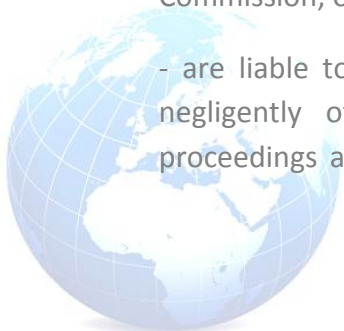 Commission, o
- are liable to
negligently o
proceedings a